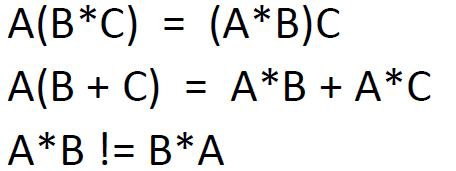 A(B*C) = (A*B)C
A(B + C) = A*B + A*C
A*B != B*A